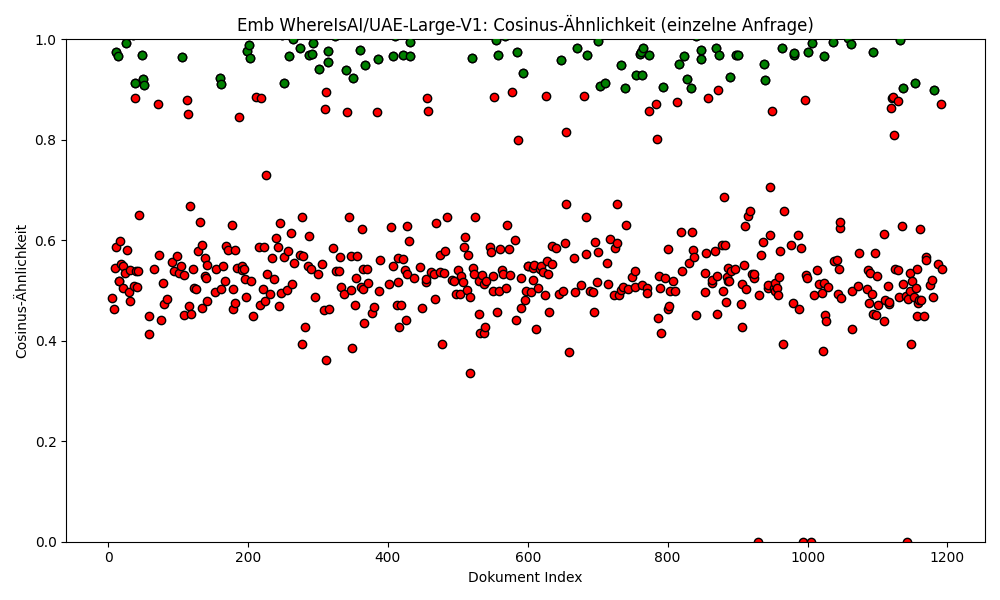 Emb WhereIsAI/UAE-Large-V1: Cosinus-Ähnlichkeit (einzelne Anfrage)
Cosinus-Ähnlichkeit
1.0
0.8
0.6
0.4
0.2
0.0
0 200 400 600 800 1000 1200
Dokument Index